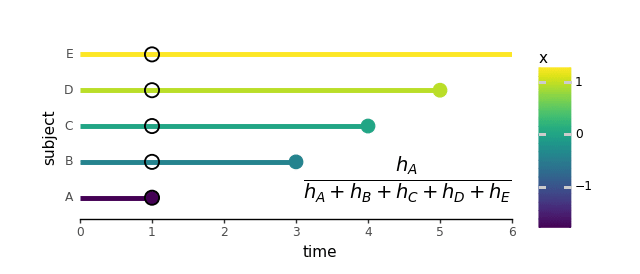 E
D
C
B
A
subject
0 1 2 3 4 5 6
time
h_A
h_A + h_B + h_C + h_D + h_E
x
1
0
−1